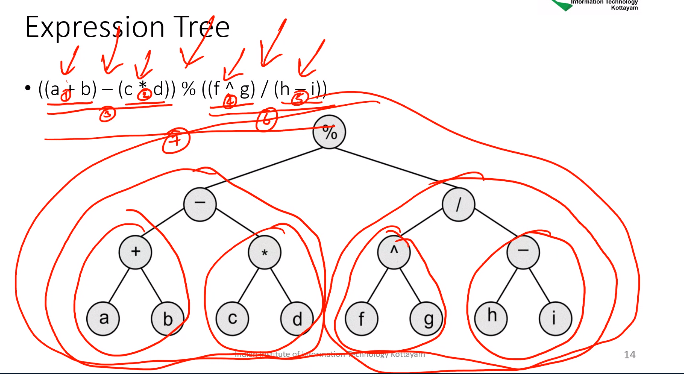 Information Technology
Kottayam
Expression Tree
• ((a + b) – (c * d)) % ((f ^ g) / (h – i))
1 2 4 5
3 6
7
%
– /
+ * ^ –
a b c d f g h i
Indian Institute of Information Technology Kottayam
14